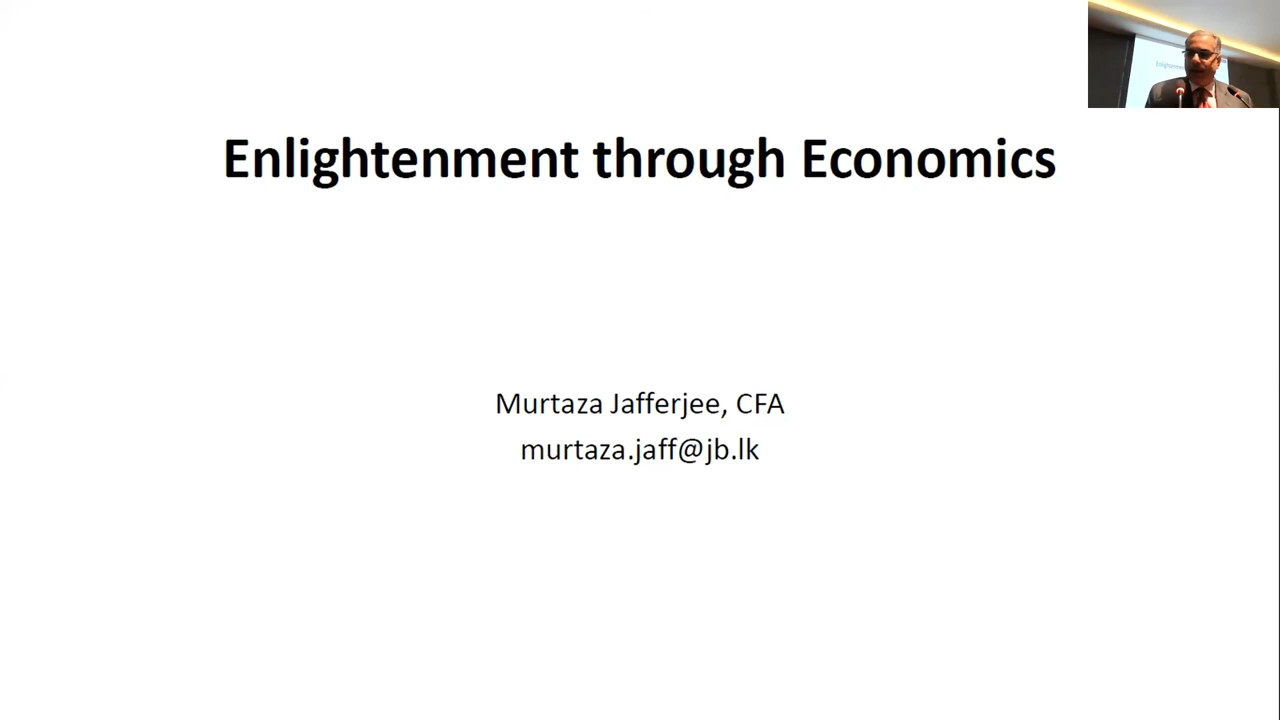 Enlightenment through Economics
Murtaza Jafferjee, CFA
murtaza.jaff@jb.lk